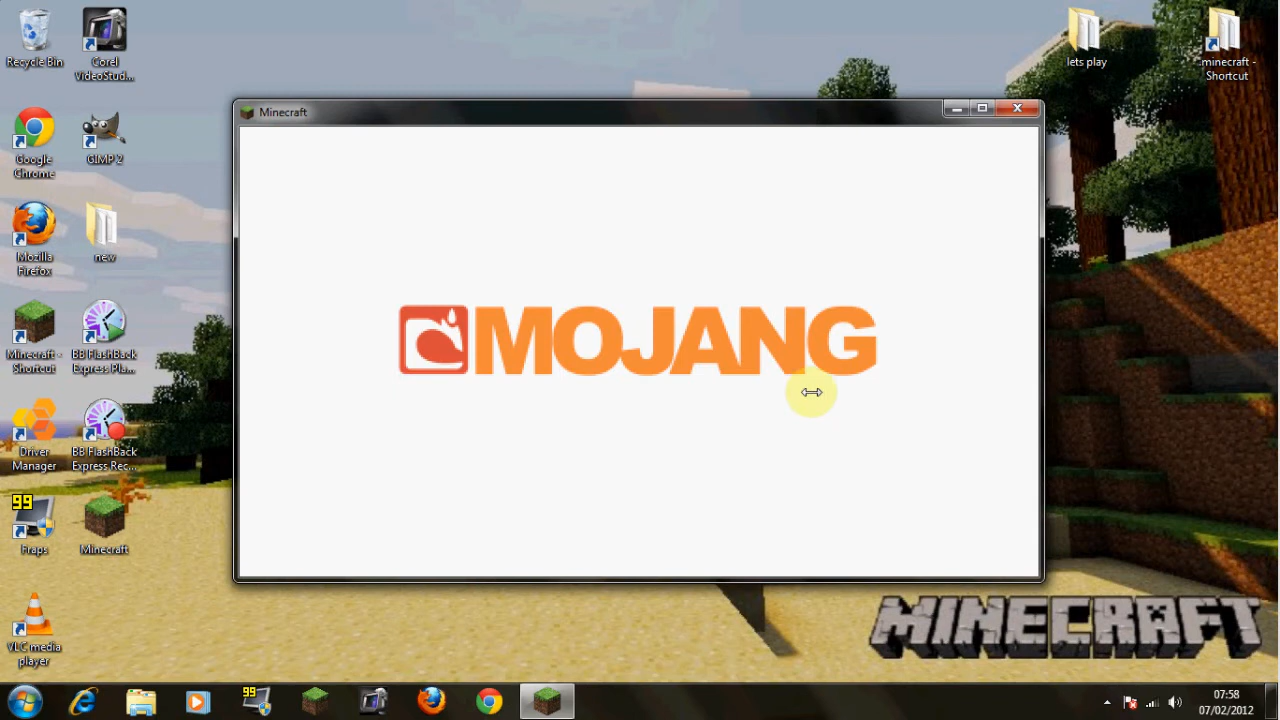 Recycle Bin
Corel
VideoStud...
lets play
.minecraft -
Shortcut
Minecraft
Google
Chrome
GIMP 2
Mozilla
Firefox
new
MOJANG
Minecraft -
Shortcut
BB FlashBack
Express Pla...
Driver
Manager
BB FlashBack
Express Rec...
99
Fraps
Minecraft
VLC media
player
MINECRAFT
99
07:58
07/02/2012